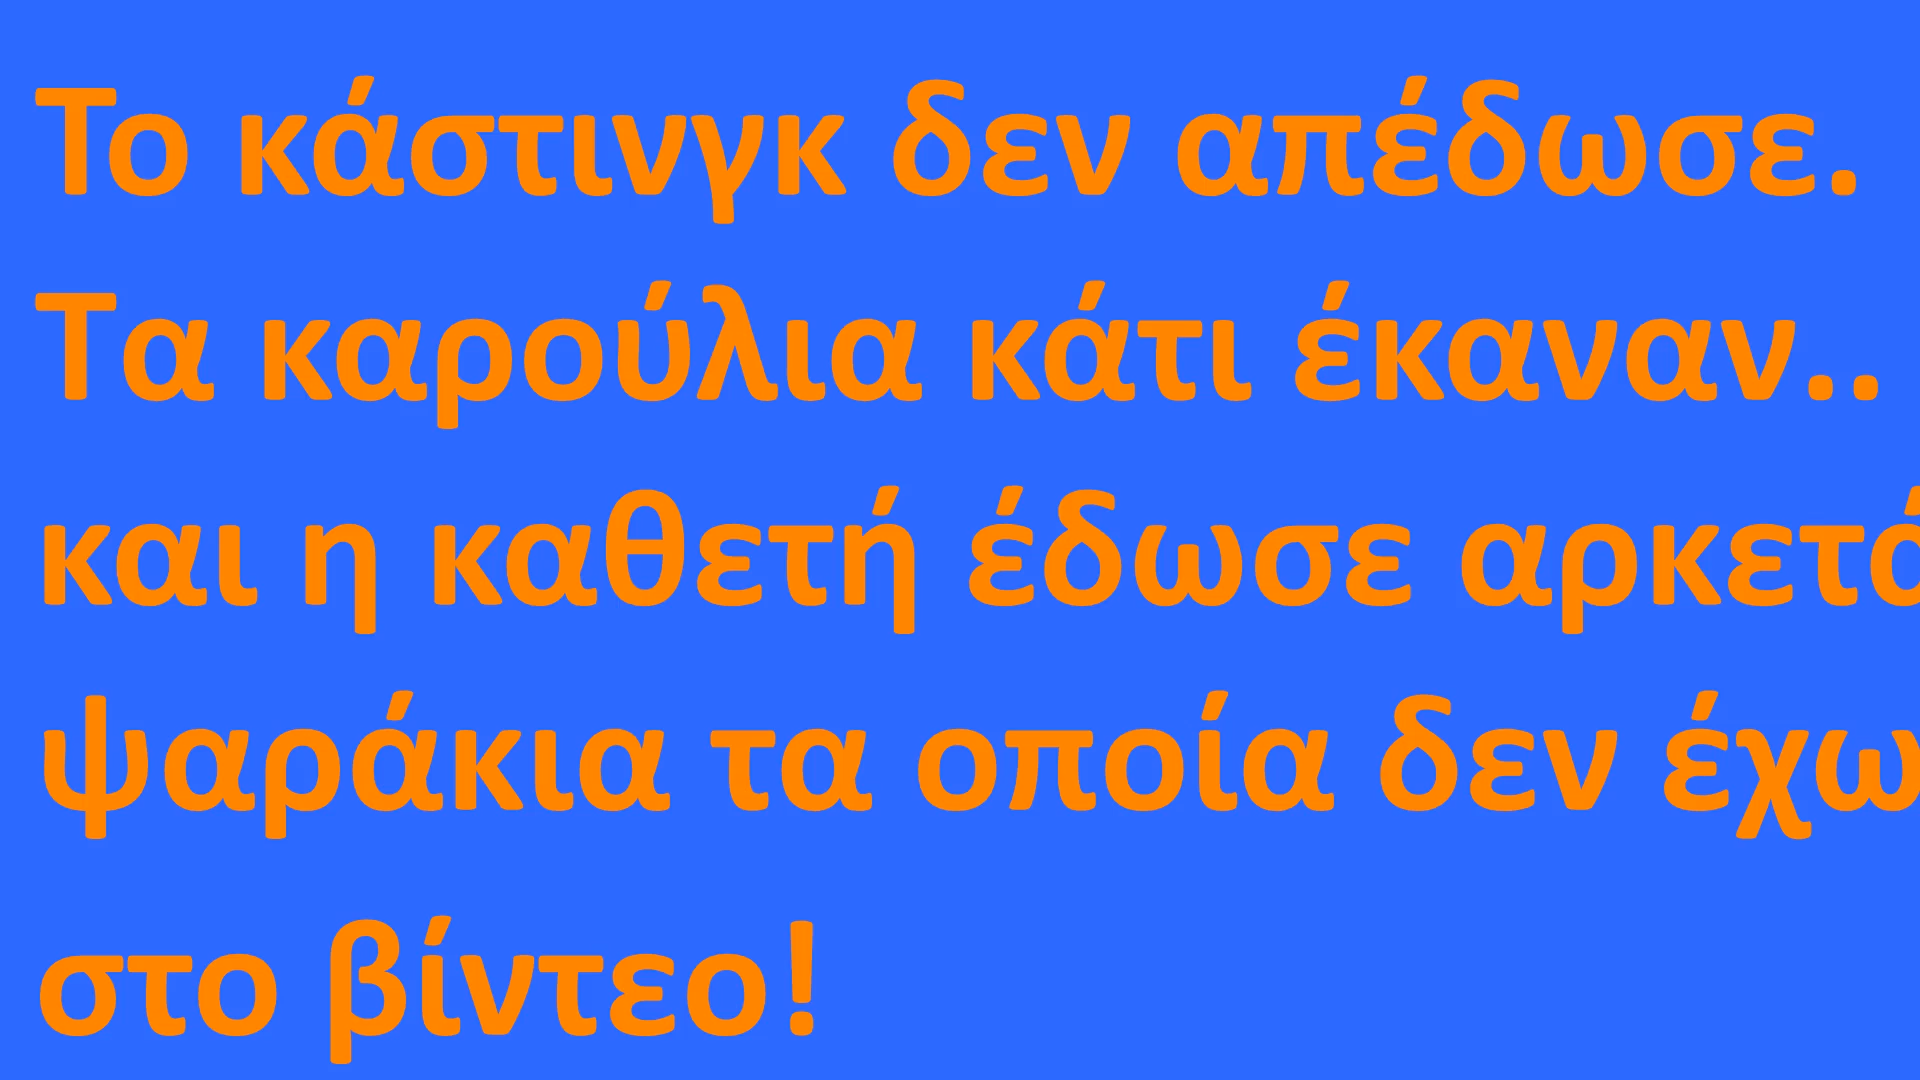 Το κάστινγκ δεν απέδωσε.
Τα καρούλια κάτι έκαναν..
και η καθετή έδωσε αρκετά
ψαράκια τα οποία δεν έχω
στο βίντεο!